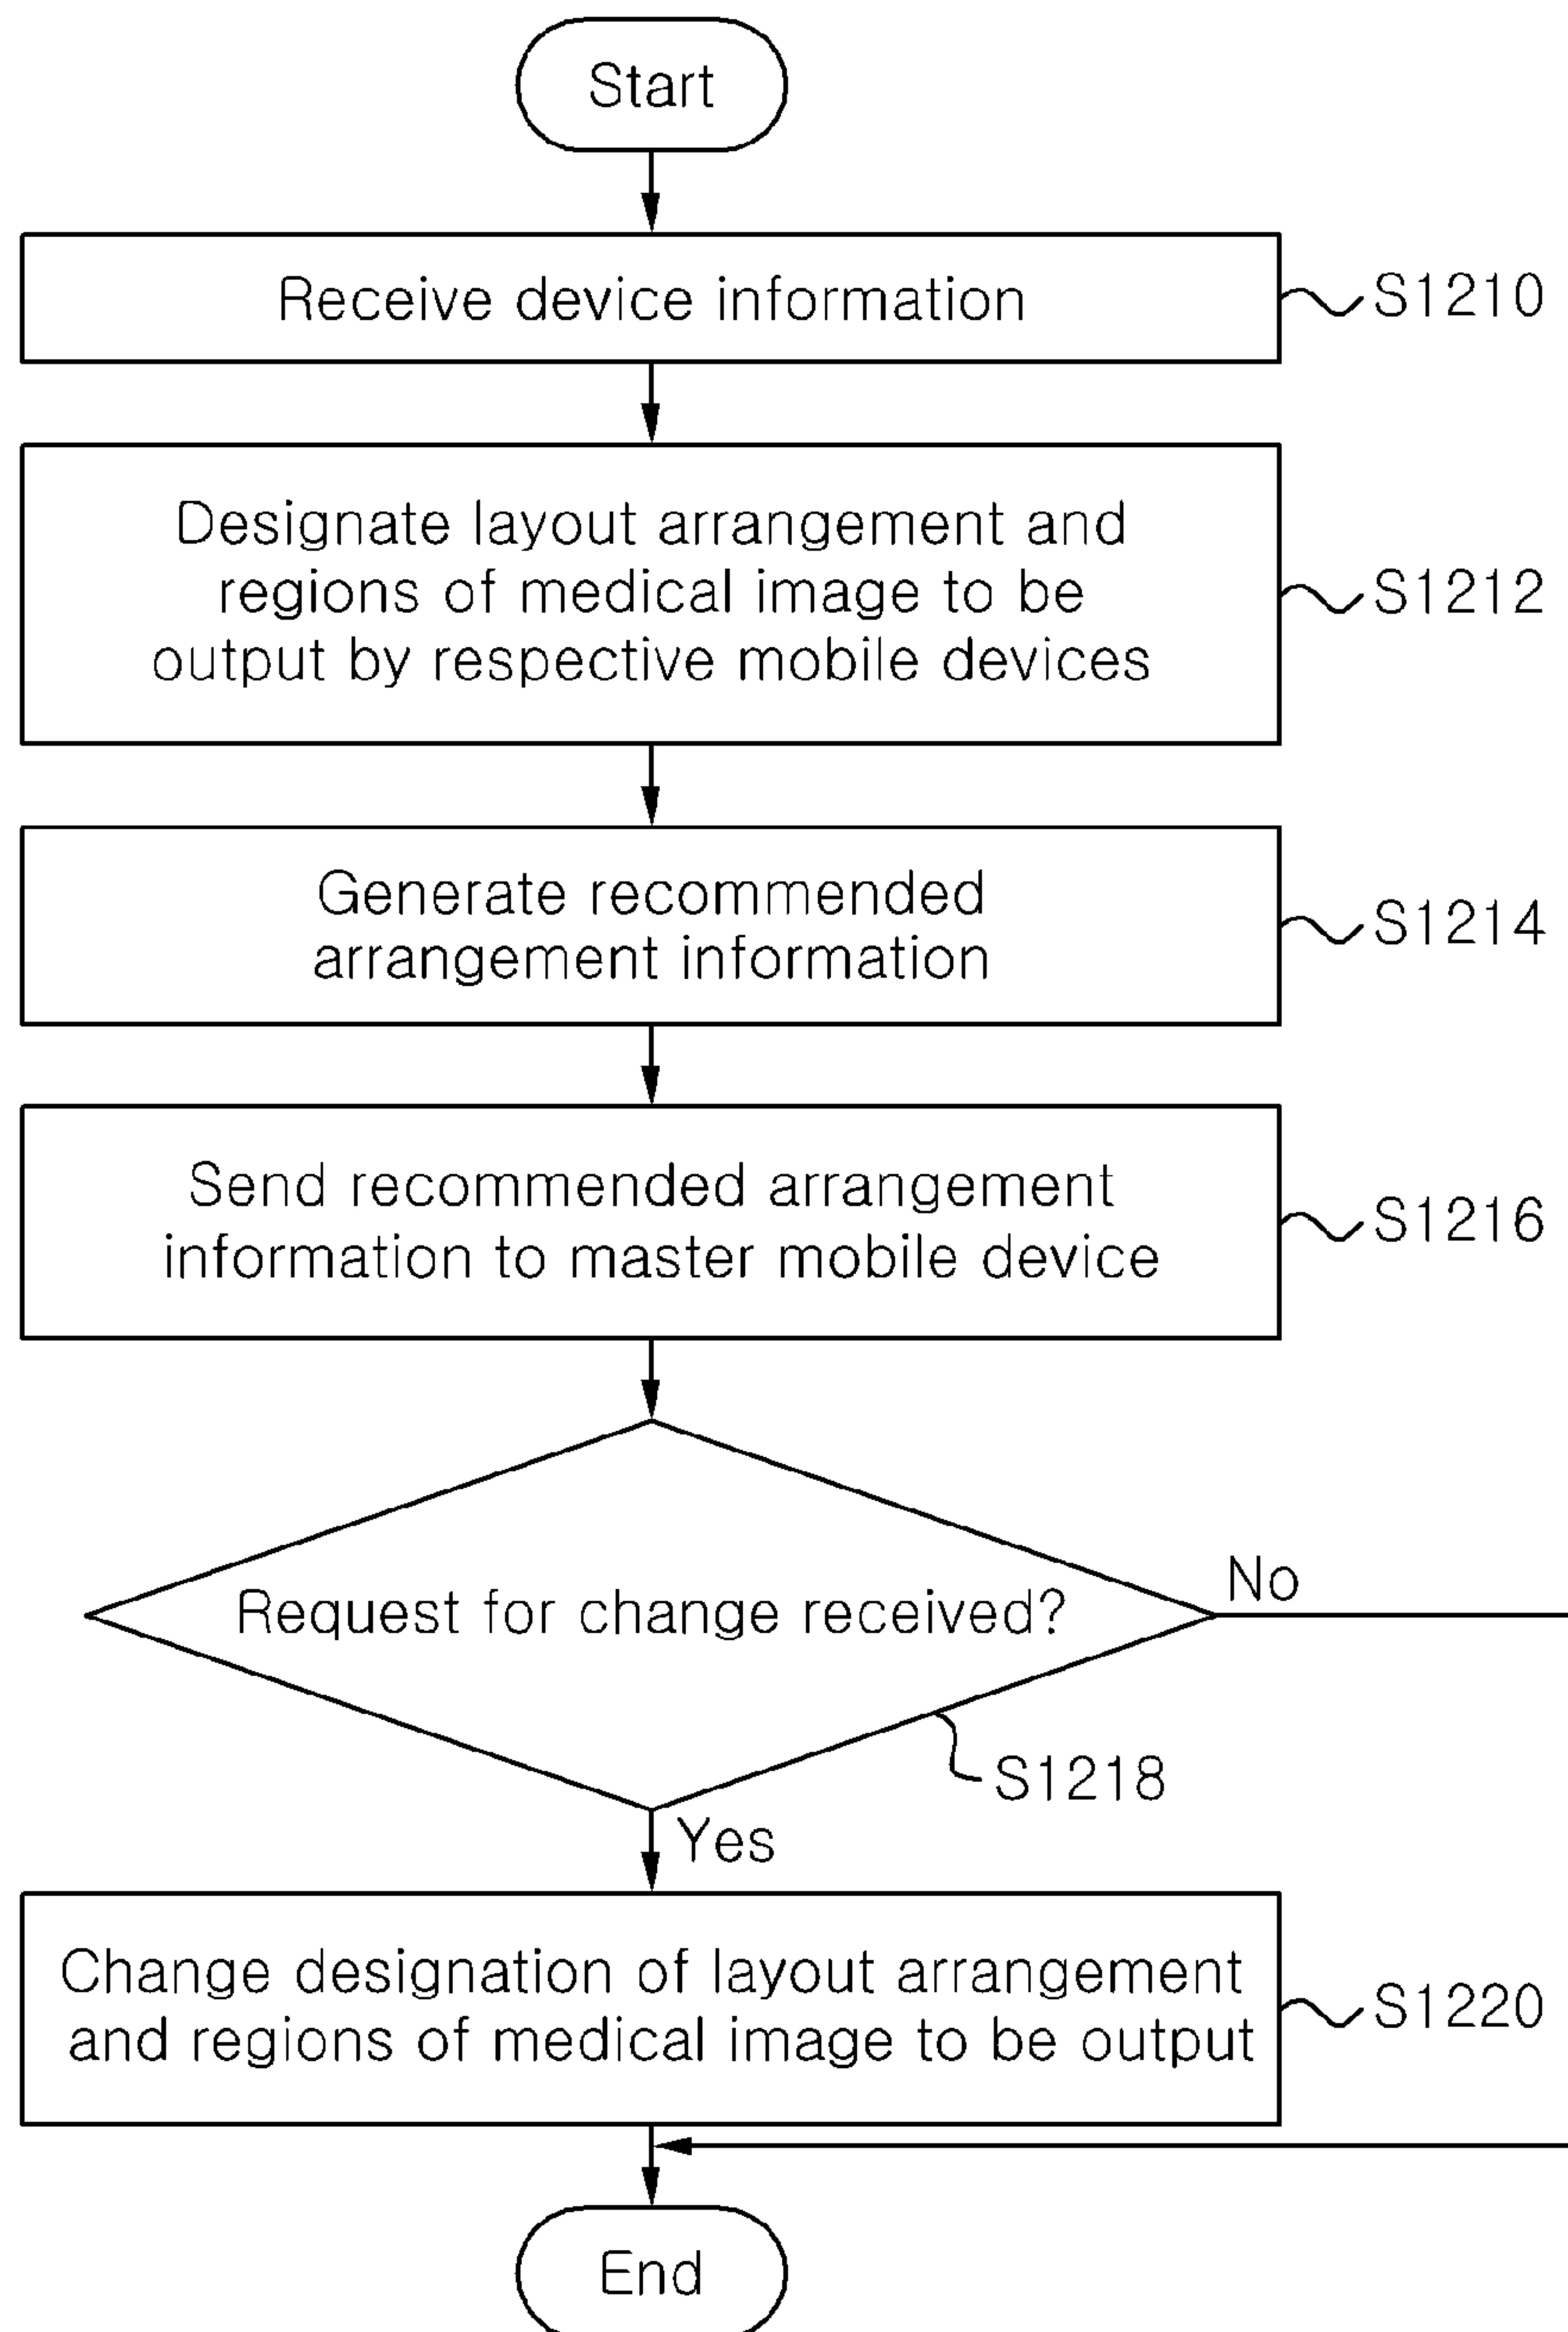 Start
Receive device information
S1210
Designate layout arrangement and
regions of medical image to be
output by respective mobile devices
S1212
Generate recommended
arrangement information
S1214
Send recommended arrangement
information to master mobile device
S1216
Request for change received?
No
S1218
Yes
Change designation of layout arrangement
and regions of medical image to be output
S1220
End